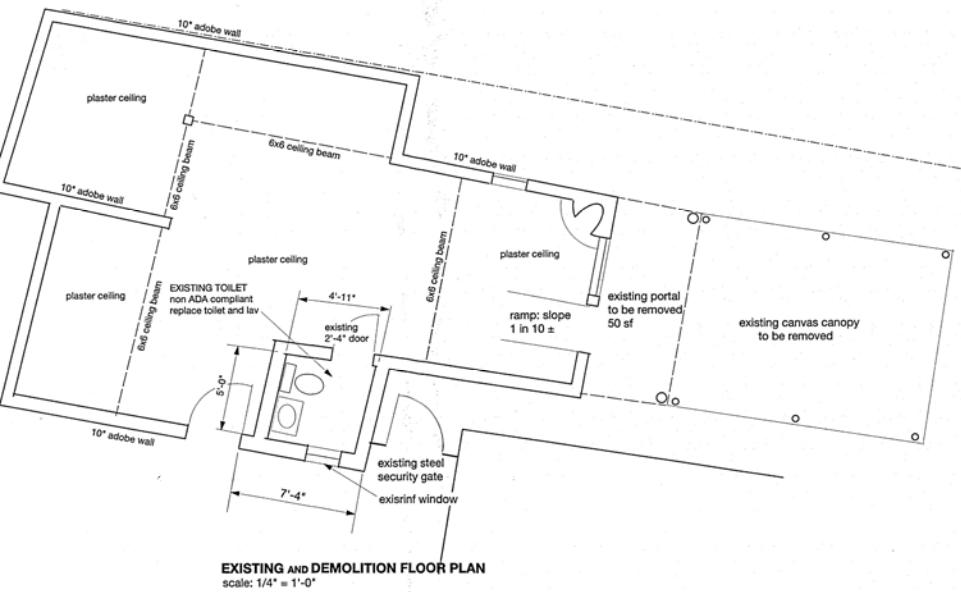 10" adobe wall
plaster ceiling
6x6 ceiling beam
10" adobe wall
6x6 ceiling beam
10" adobe wall
plaster ceiling
plaster ceiling
6x6 ceiling beam
EXISTING TOILET
non ADA compliant
replace toilet and lav
4'-11"
existing
2'-4" door
plaster ceiling
6x6 ceiling beam
ramp: slope
1 in 10 ±
existing portal
to be removed
50 sf
existing canvas canopy
to be removed
5'-0"
10" adobe wall
existing steel
security gate
exisrinf window
7'-4"
EXISTING AND DEMOLITION FLOOR PLAN
scale: 1/4" = 1'-0"